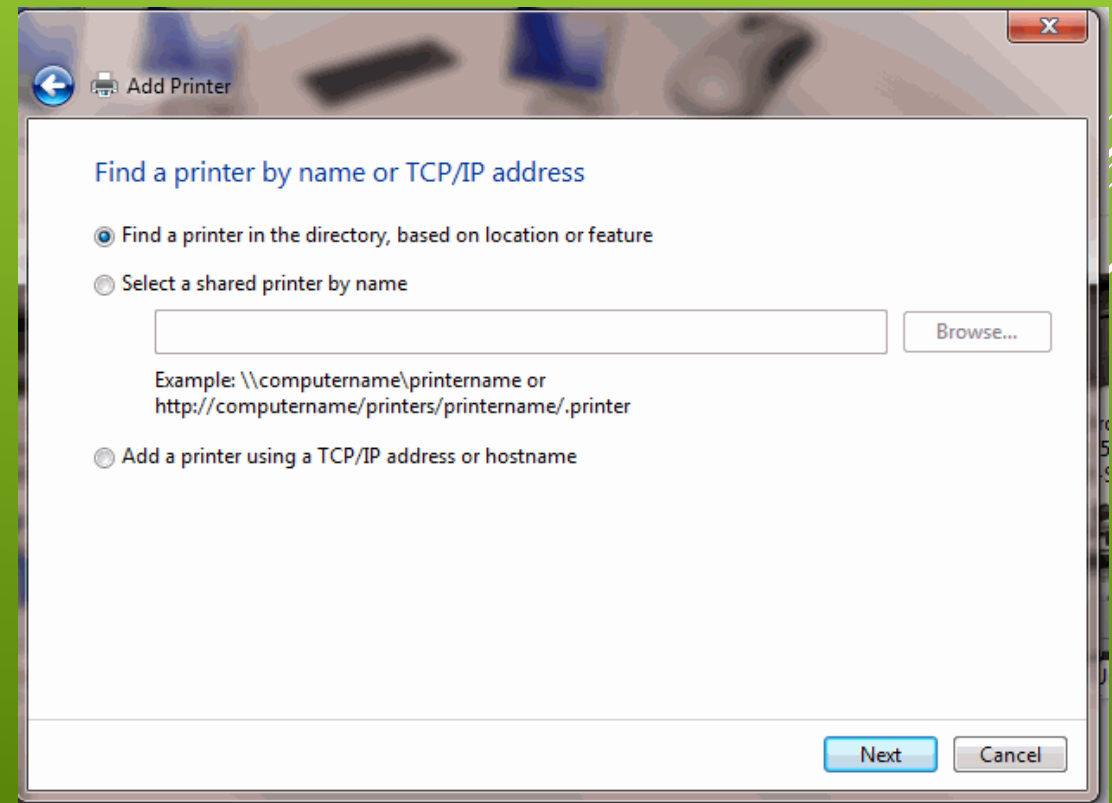 Add Printer
Find a printer by name or TCP/IP address
Find a printer in the directory, based on location or feature
Select a shared printer by name
Browse...
Example: \\computername\printername or
http://computername/printers/printername/.printer
Add a printer using a TCP/IP address or hostname
Next
Cancel